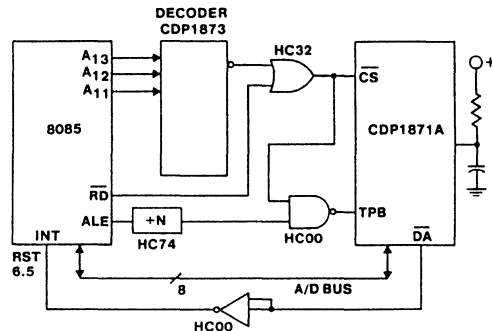 DECODER
CDP1873
HC32
A13
A12
A11
8085
CS
CDP1871A
+
RD
ALE
+N
HC74
HC00
TPB
INT
DA
RST
6.5
8
A/D BUS
HC00